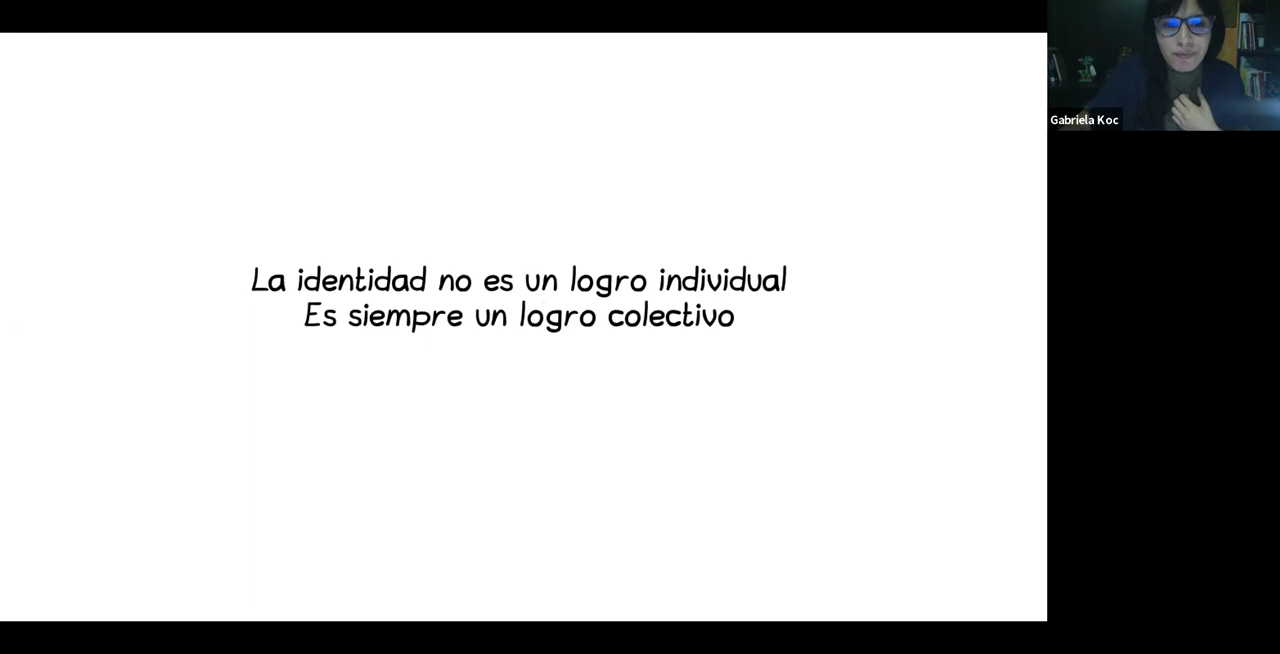 La identidad no es un logro individual
Es siempre un logro colectivo
Gabriela Koc